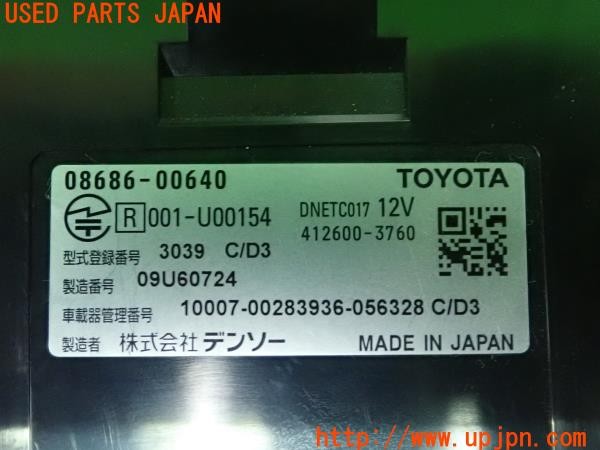 USED PARTS JAPAN
08686-00640 TOYOTA
R 001-U00154 DNETC017 12V
412600-3760
型式登録番号 3039 C/D3
製造番号 09U60724
車載器管理番号 10007-00283936-056328 C/D3
製造者 株式会社 デンソー MADE IN JAPAN
http://www.upjpn.com